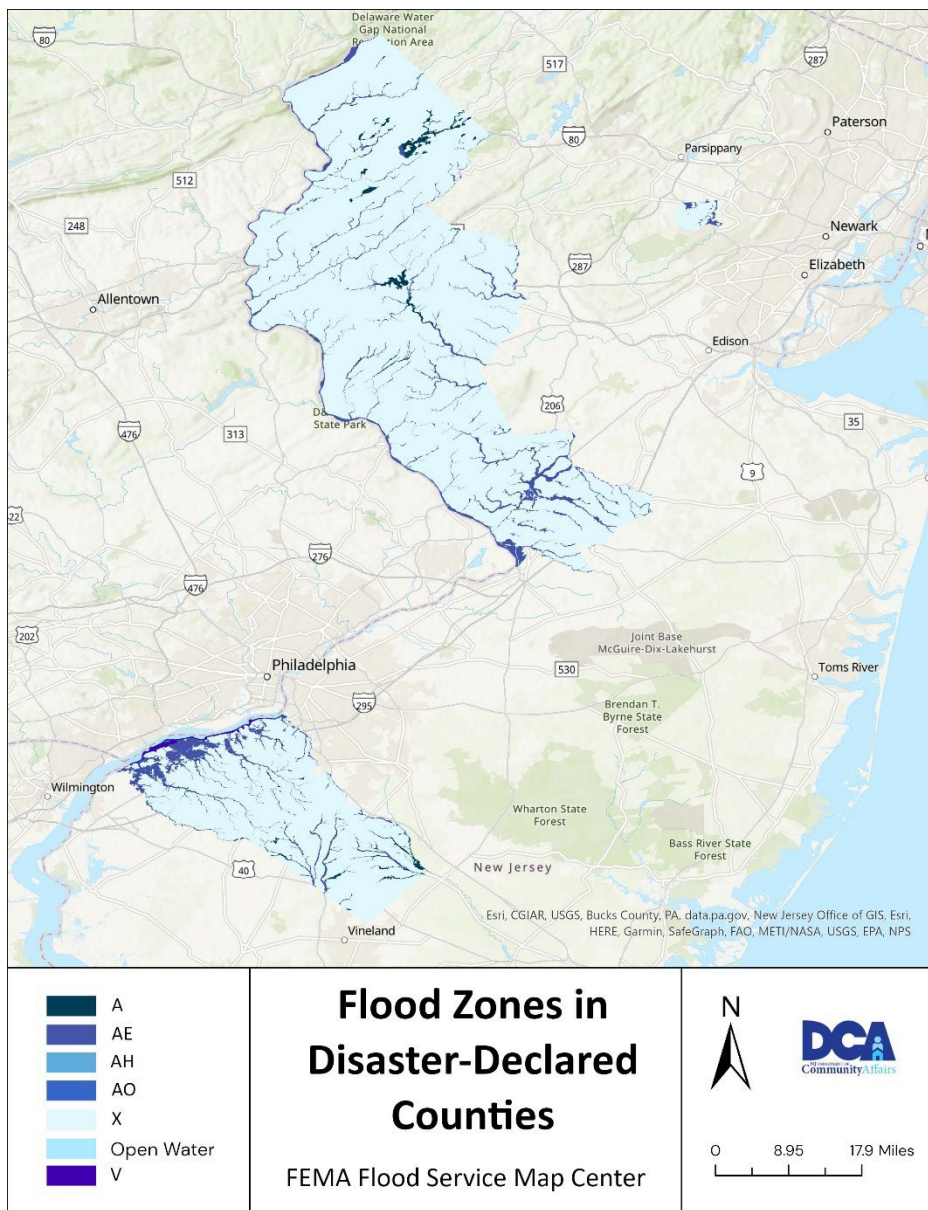 Delaware Water
Gap National
Recreation Area
80
517
287
Paterson
80
Parsippany
512
248
Newark
Elizabeth
287
Allentown
Edison
206
State Park
35
476
313
9
22
276
476
202
Joint Base
McGuire-Dix-Lakehurst
Philadelphia
530
Toms River
295
Brendan T.
Byrne State
Forest
Wilmington
Wharton State
Forest
Bass River State
Forest
40
New Jersey
Esri, CGIAR, USGS, Bucks County, PA, data.pa.gov, New Jersey Office of GIS, Esri,
HERE, Garmin, SafeGraph, FAO, METI/NASA, USGS, EPA, NPS
Vineland
A
AE
AH
AO
X
Open Water
V
Flood Zones in
Disaster-Declared
Counties
FEMA Flood Service Map Center
N
DCA
Community Affairs
0 8.95 17.9 Miles